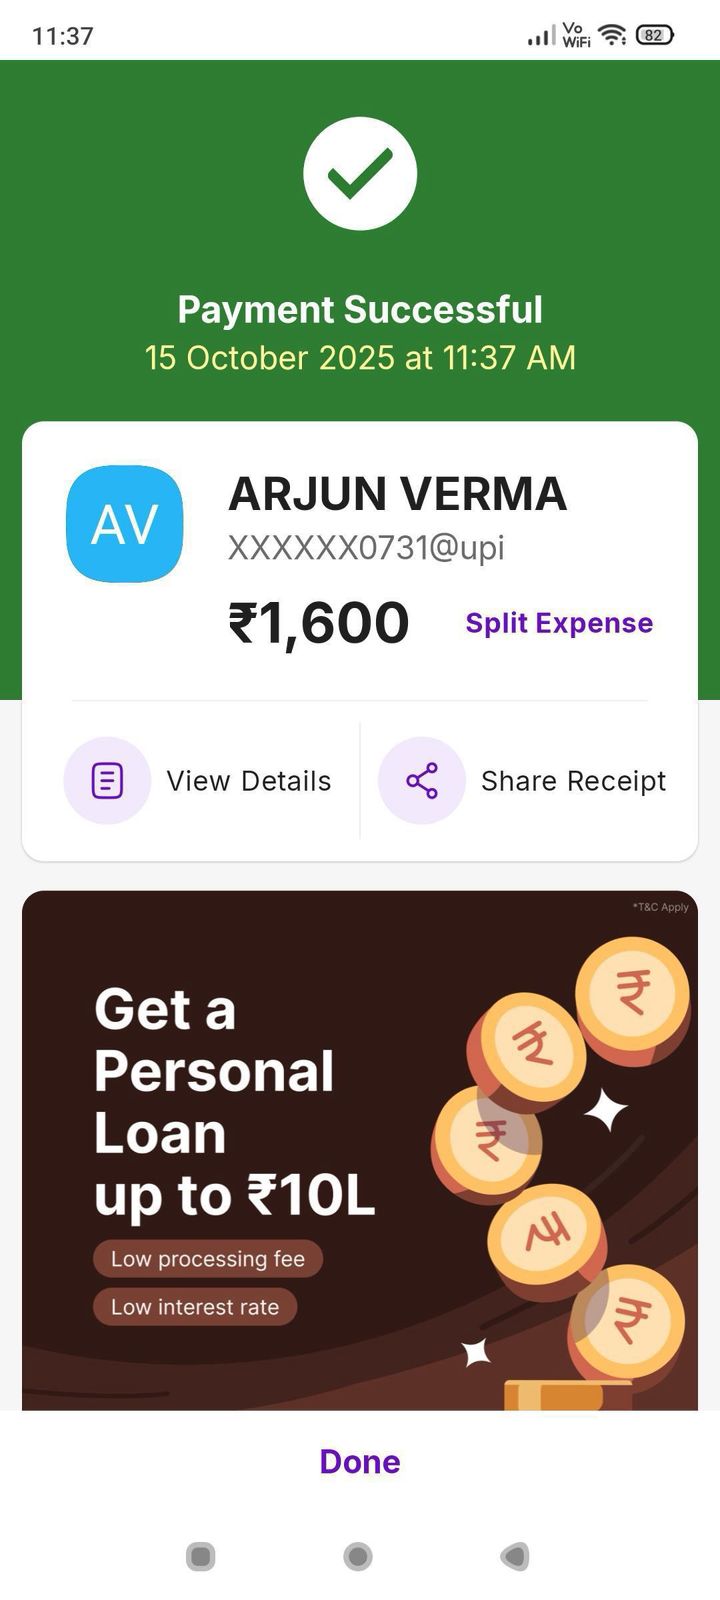 11:37
Vo
WiFi
82
Payment Successful
15 October 2025 at 11:37 AM
AV
ARJUN VERMA
XXXXXX0731@upi
₹1,600
Split Expense
View Details
Share Receipt
*T&C Apply
Get a
Personal
Loan
up to ₹10L
Low processing fee
Low interest rate
₹
₹
₹
₹
₹
Done